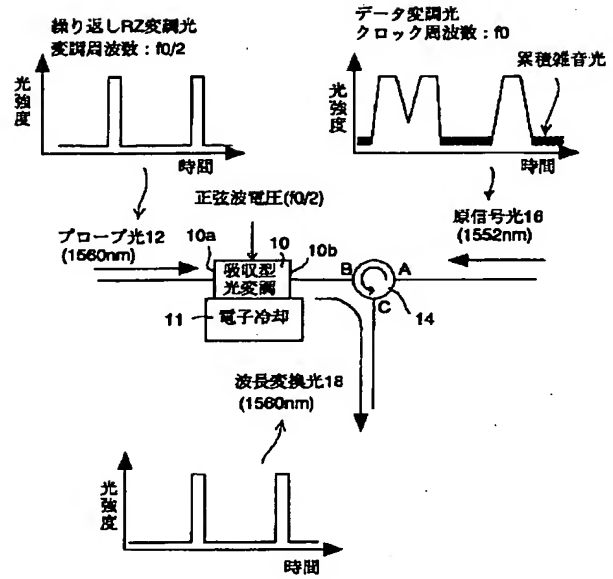 繰り返しRZ変調光
変調周波数：f0/2
光強度
時間
データ変調光
クロック周波数：f0
累積雑音光
光強度
時間
正弦波電圧(f0/2)
プローブ光12
(1560nm)
原信号光16
(1552nm)
10a
10
10b
吸収型
光変調
11
電子冷却
B
A
C
14
波長変換光18
(1560nm)
光強度
時間